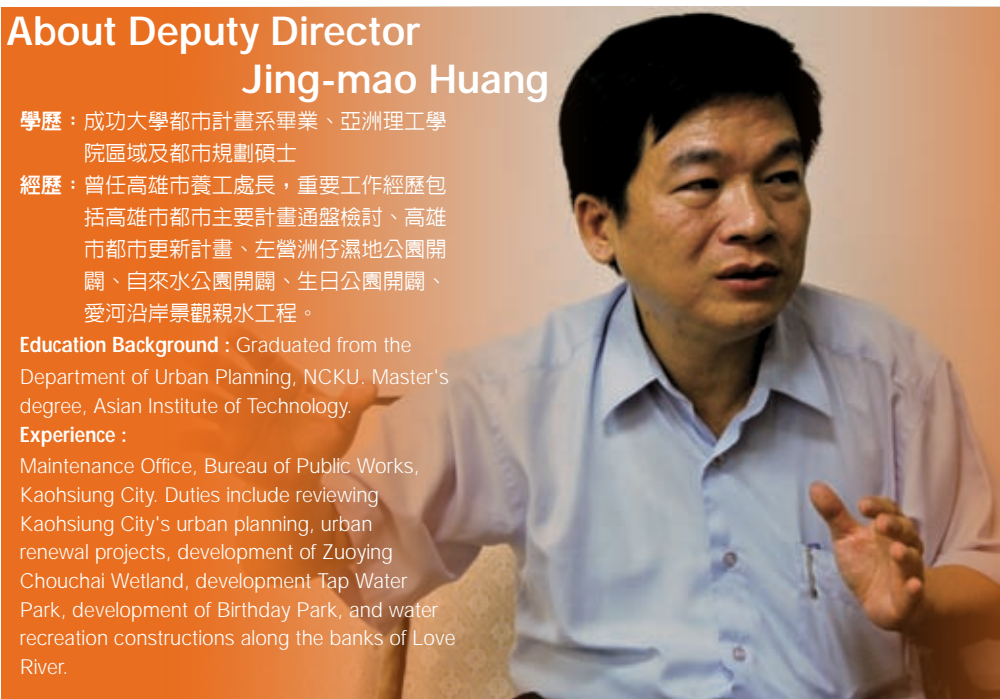 About Deputy Director
Jing-mao Huang
學歷：成功大學都市計畫系畢業、亞洲理工學
院區域及都市規劃碩士
經歷：曾任高雄市養工處長，重要工作經歷包
括高雄市都市主要計畫通盤檢討、高雄
市都市更新計畫、左營洲仔濕地公園開
闢、自來水公園開闢、生日公園開闢、
愛河沿岸景觀親水工程。
Education Background : Graduated from the
Department of Urban Planning, NCKU. Master's
degree, Asian Institute of Technology.
Experience :
Maintenance Office, Bureau of Public Works,
Kaohsiung City. Duties include reviewing
Kaohsiung City's urban planning, urban
renewal projects, development of Zuoying
Chouchai Wetland, development Tap Water
Park, development of Birthday Park, and water
recreation constructions along the banks of Love
River.